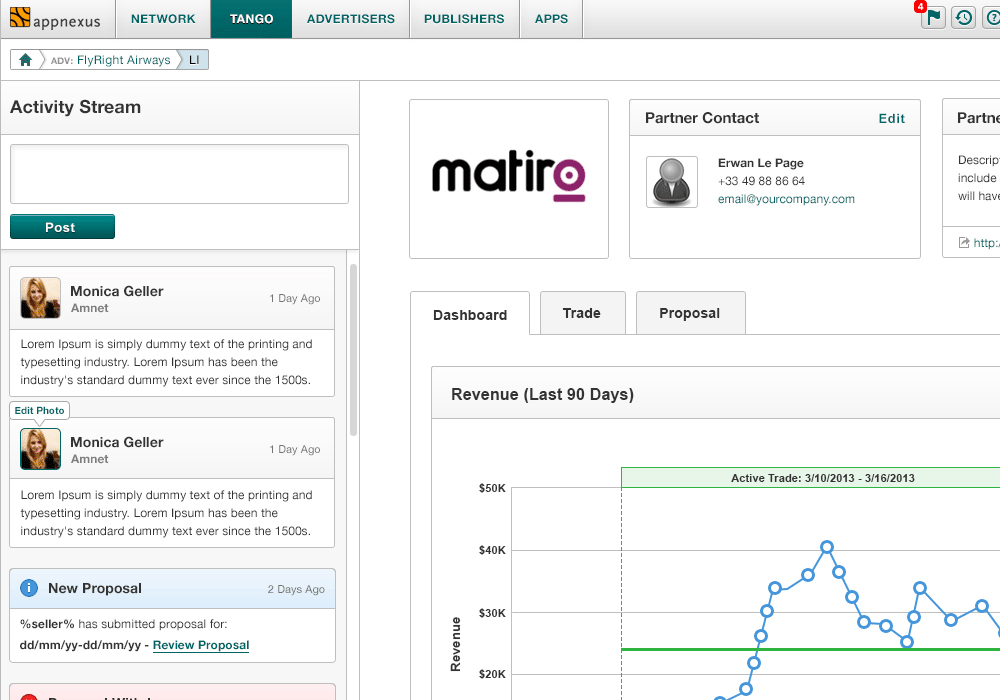 appnexus
NETWORK
TANGO
ADVERTISERS
PUBLISHERS
APPS
4
ADV: FlyRight Airways
LI
Activity Stream
Post
Monica Geller
Amnet
1 Day Ago
Lorem Ipsum is simply dummy text of the printing and
typesetting industry. Lorem Ipsum has been the
industry's standard dummy text ever since the 1500s.
Edit Photo
Monica Geller
Amnet
1 Day Ago
Lorem Ipsum is simply dummy text of the printing and
typesetting industry. Lorem Ipsum has been the
industry's standard dummy text ever since the 1500s.
New Proposal
2 Days Ago
%seller% has submitted proposal for:
dd/mm/yy-dd/mm/yy - Review Proposal
matiro
Partner Contact
Edit
Erwan Le Page
+33 49 88 86 64
email@yourcompany.com
Partne
Descrip
include
will have
http:/
Dashboard
Trade
Proposal
Revenue (Last 90 Days)
Active Trade: 3/10/2013 - 3/16/2013
$50K
$40K
$30K
$20K
Revenue